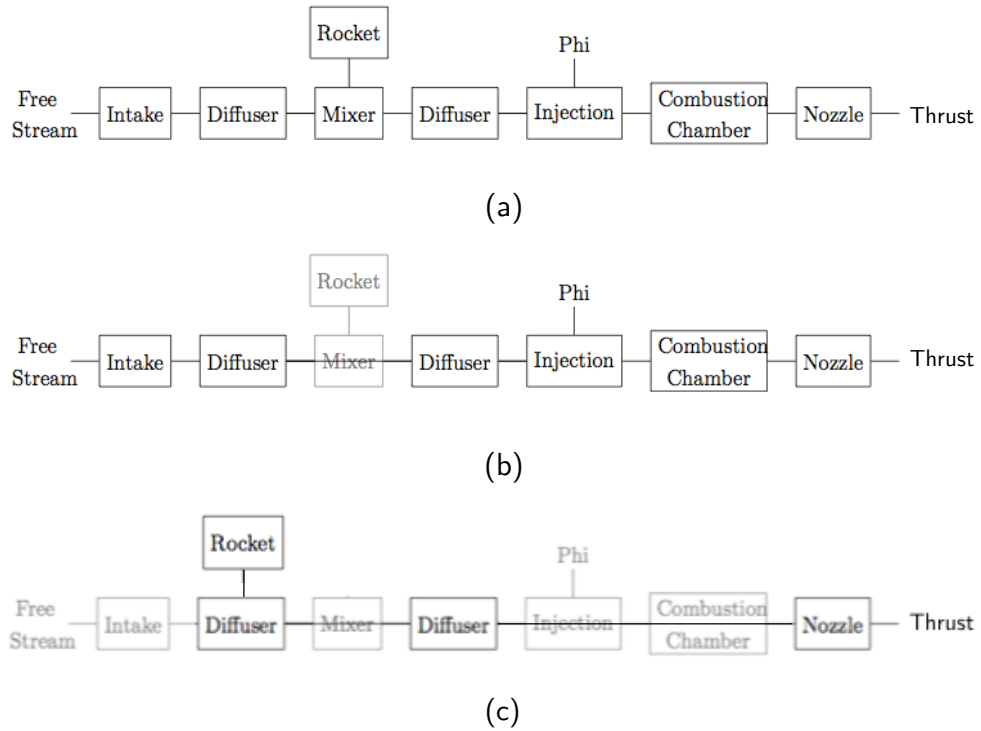 Rocket
Phi
Free
Stream
Intake
Diffuser
Mixer
Diffuser
Injection
Combustion
Chamber
Nozzle
Thrust
(a)
Rocket
Phi
Free
Stream
Intake
Diffuser
Mixer
Diffuser
Injection
Combustion
Chamber
Nozzle
Thrust
(b)
Rocket
Phi
Free
Stream
Intake
Diffuser
Mixer
Diffuser
Injection
Combustion
Chamber
Nozzle
Thrust
(c)